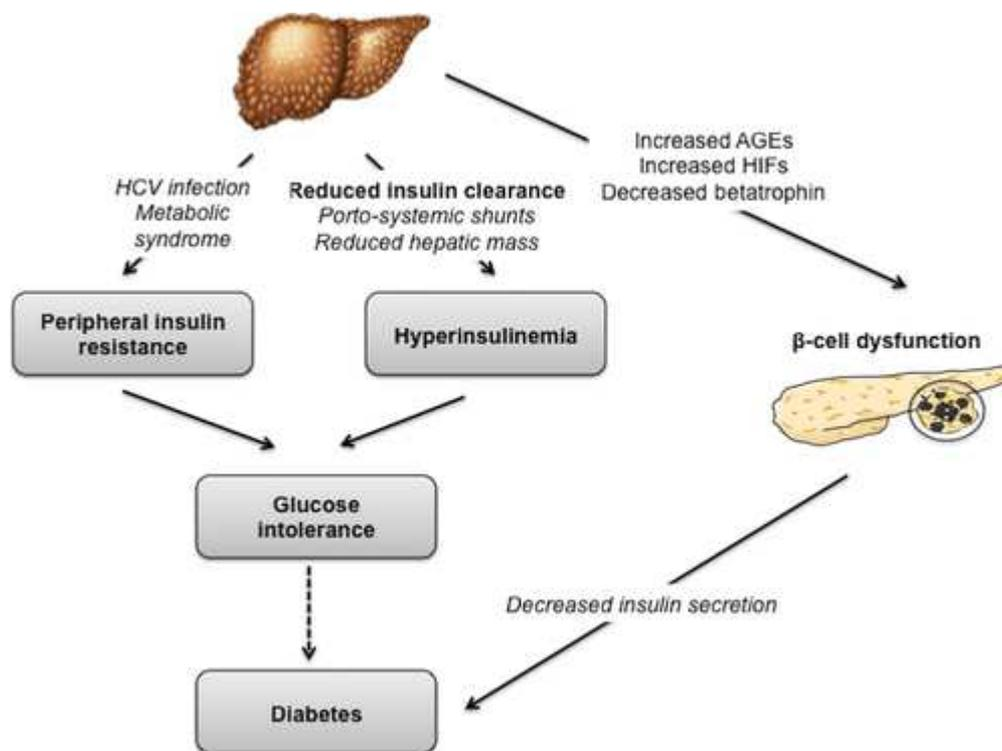 Increased AGEs
Increased HIFs
Decreased betatrophin
HCV infection
Metabolic
syndrome
Reduced insulin clearance
Porto-systemic shunts
Reduced hepatic mass
Peripheral insulin
resistance
Hyperinsulinemia
β-cell dysfunction
Glucose
intolerance
Decreased insulin secretion
Diabetes